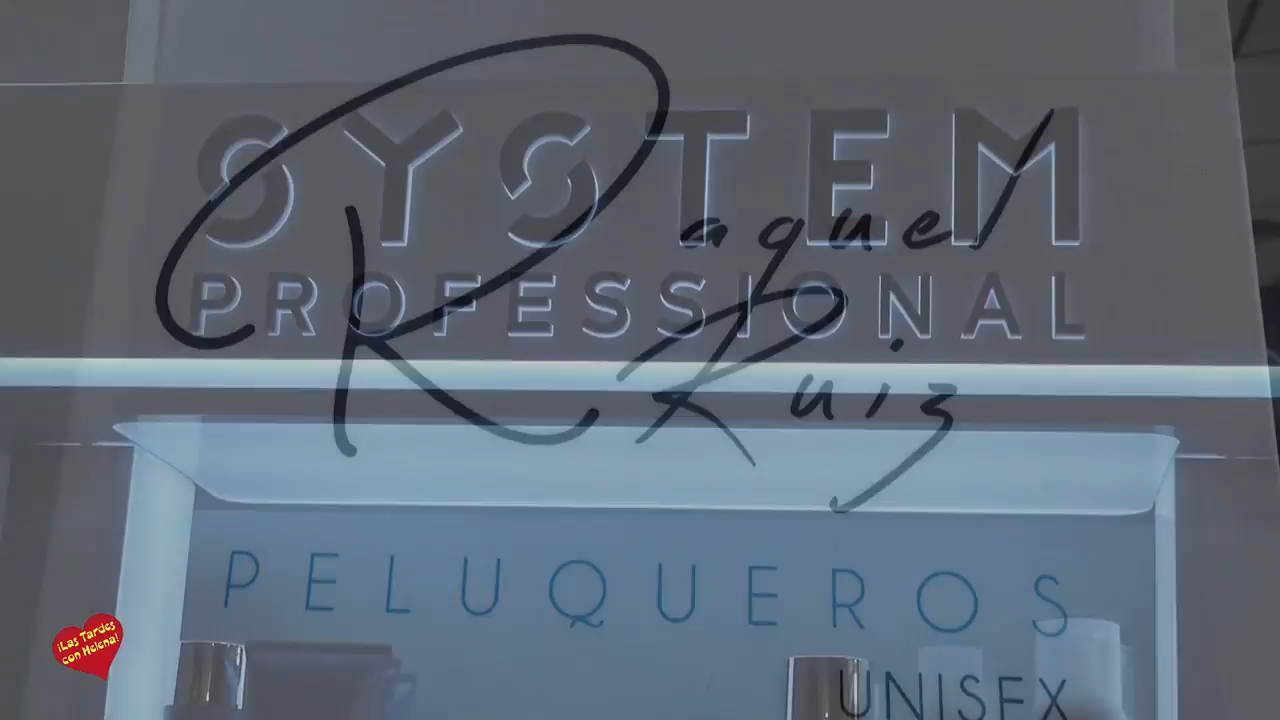 SYSTEM
PROFESSIONAL
Raquel
Ruiz
PELUQUEROS
UNISEX
¡Las Tardes
con Helena!